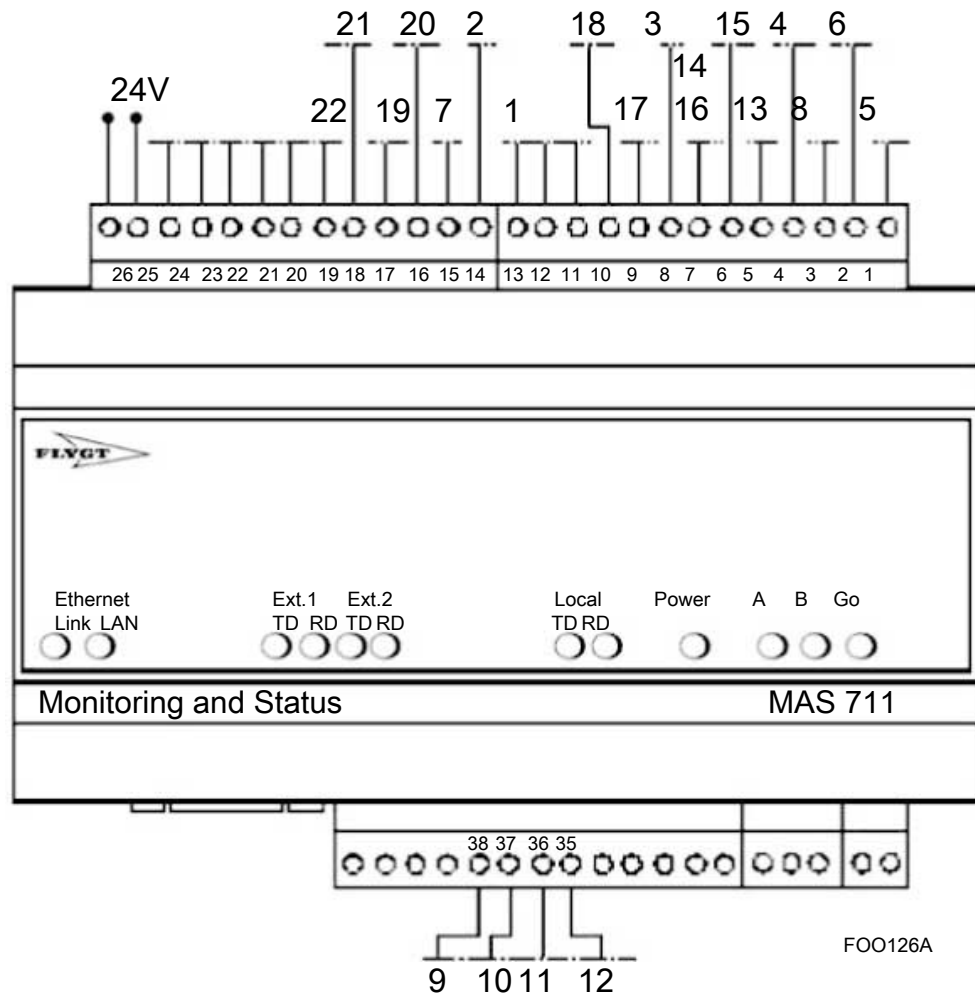 21 20 2 18 3 15 4 6
14
24V 22 19 7 1 17 16 13 8 5
26 25 24 23 22 21 20 19 18 17 16 15 14 13 12 11 10 9 8 7 6 5 4 3 2 1
FLYGT
Ethernet Ext.1 Ext.2 Local Power A B Go
Link LAN TD RD TD RD TD RD
Monitoring and Status MAS 711
38 37 36 35
FOO126A
9 10 11 12